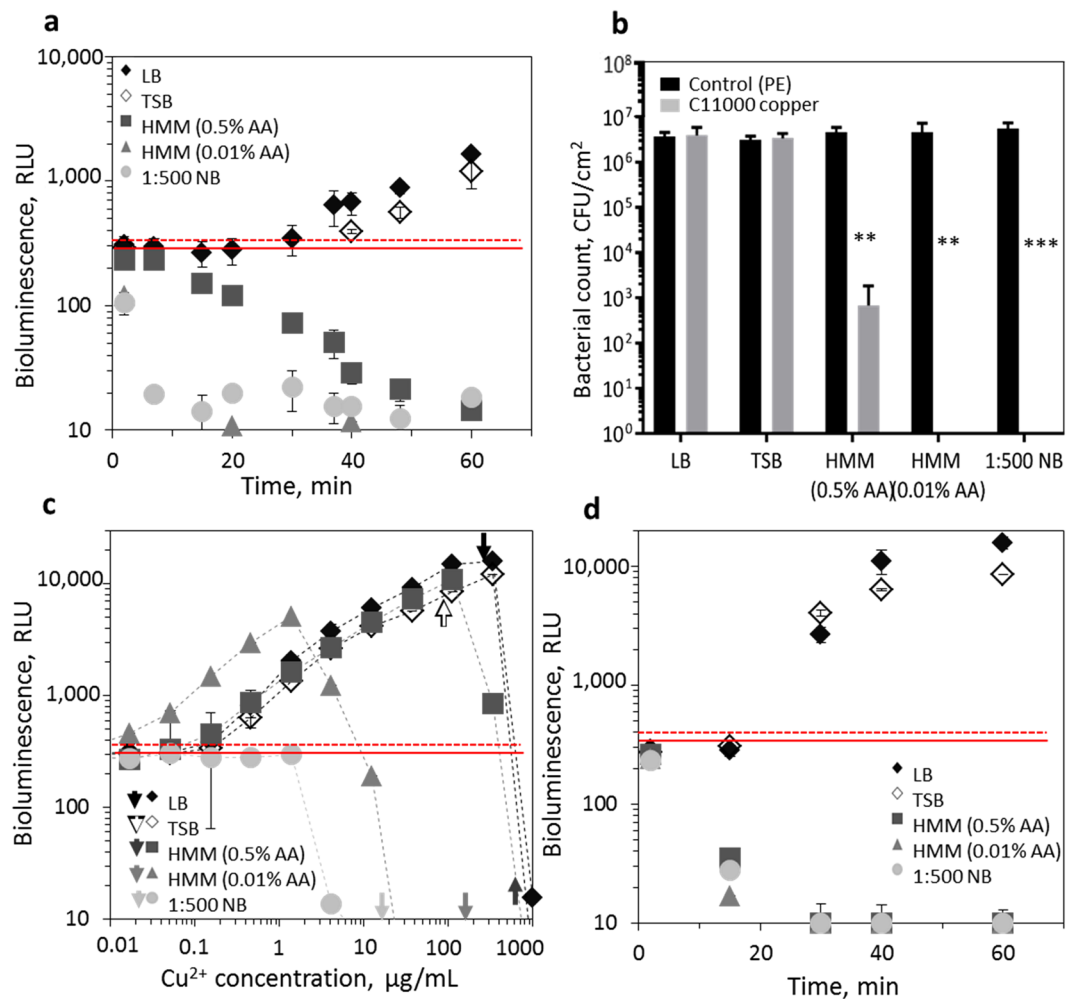 a
10,000
1,000
100
10
Bioluminescence, RLU
LB
TSB
HMM (0.5% AA)
HMM (0.01% AA)
1:500 NB
0
20
40
60
Time, min
b
10⁸
10⁷
10⁶
10⁵
10⁴
10³
10²
10¹
10⁰
Bacterial count, CFU/cm²
Control (PE)
C11000 copper
**
**
***
LB
TSB
HMM
HMM
1:500 NB
(0.5% AA)(0.01% AA)
c
10,000
1,000
100
10
Bioluminescence, RLU
LB
TSB
HMM (0.5% AA)
HMM (0.01% AA)
1:500 NB
0.01
0.1
1
10
100
1000
Cu²⁺ concentration, µg/mL
d
10,000
1,000
100
10
Bioluminescence, RLU
LB
TSB
HMM (0.5% AA)
HMM (0.01% AA)
1:500 NB
0
20
40
60
Time, min